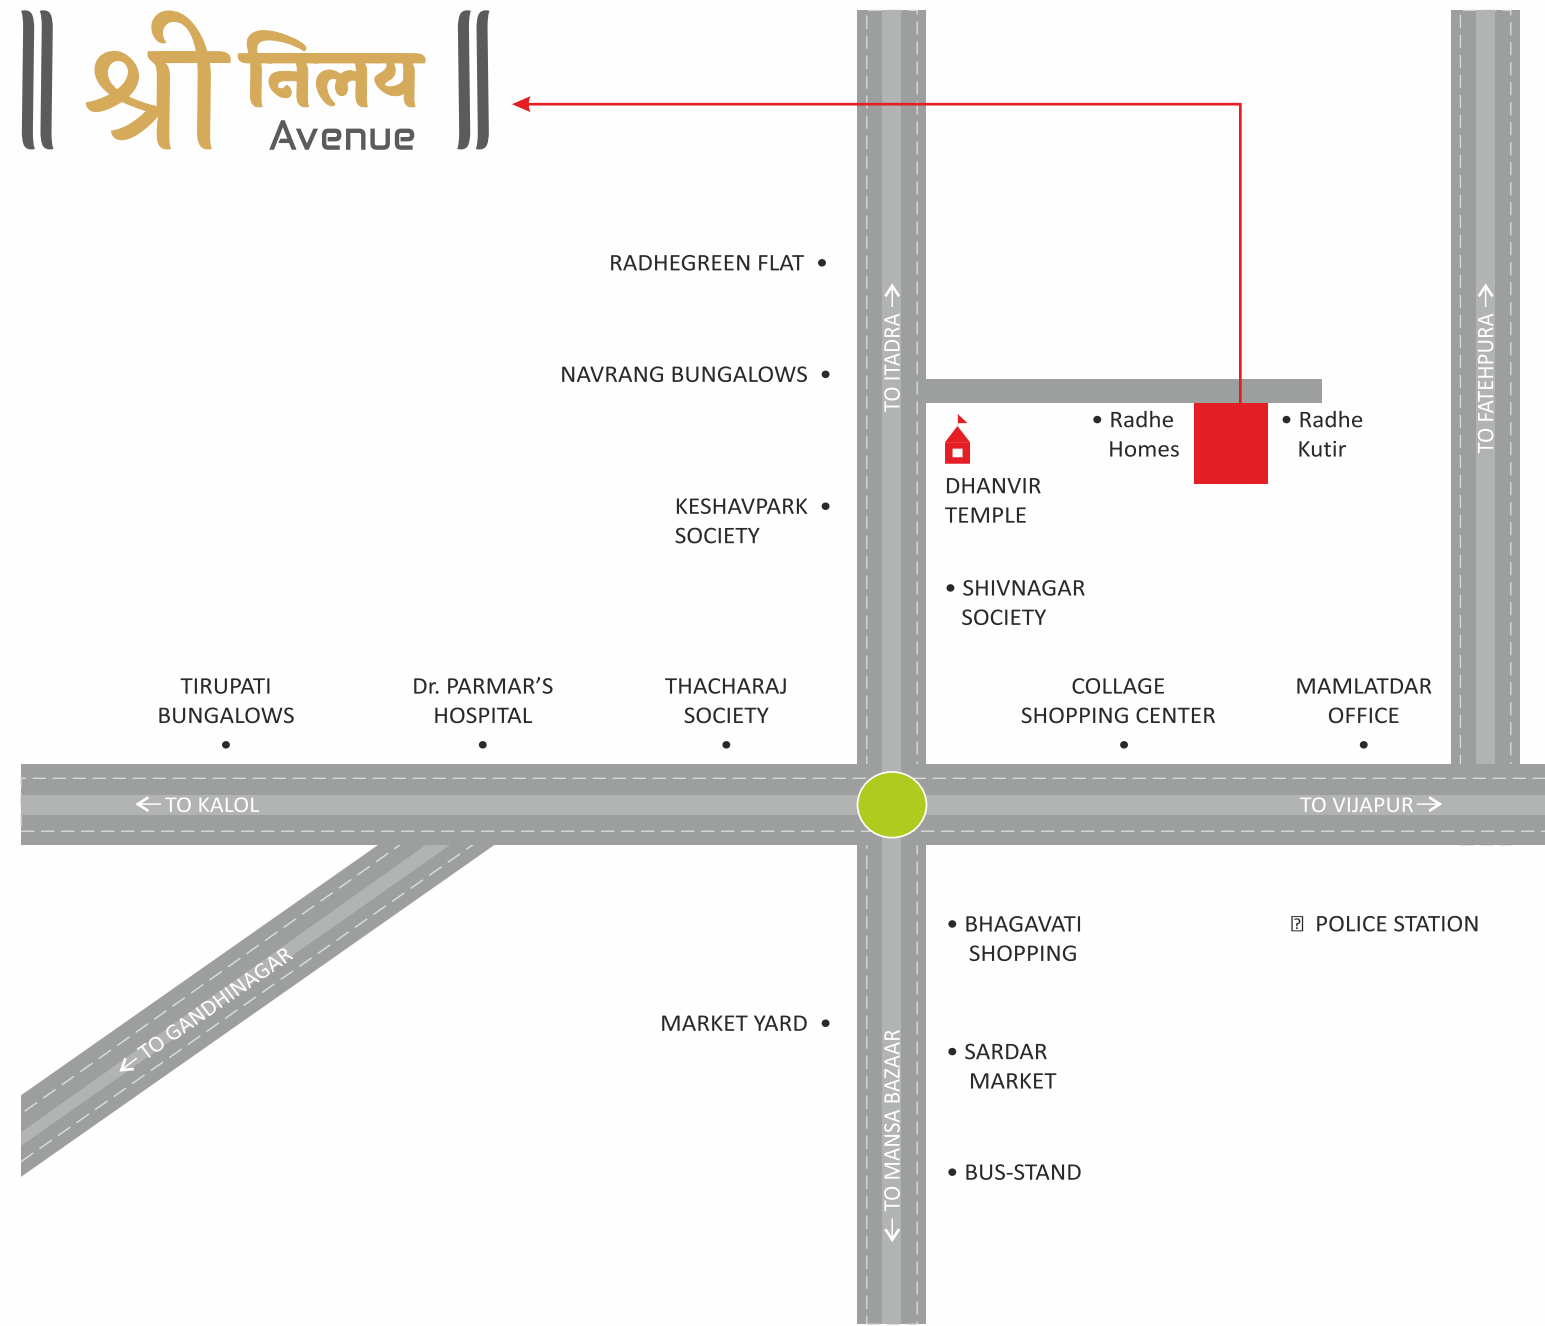 श्री निलय
Avenue
RADHEGREEN FLAT •
NAVRANG BUNGALOWS •
TO ITADRA →
TO FATEHPURA →
• Radhe
Homes
• Radhe
Kutir
KESHAVPARK •
SOCIETY
DHANVIR
TEMPLE
• SHIVNAGAR
SOCIETY
TIRUPATI
BUNGALOWS
•
Dr. PARMAR’S
HOSPITAL
•
THACHARAJ
SOCIETY
•
COLLAGE
SHOPPING CENTER
•
MAMLATDAR
OFFICE
•
← TO KALOL
TO VIJAPUR →
← TO GANDHINAGAR
• BHAGAVATI
SHOPPING
⍰ POLICE STATION
MARKET YARD •
• SARDAR
MARKET
← TO MANSA BAZAAR
• BUS-STAND